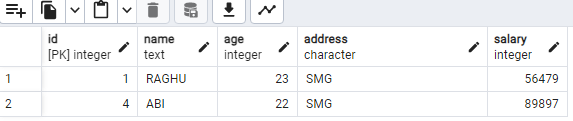 id name age address salary
[PK] integer text integer character integer
1 1 RAGHU 23 SMG 56479
2 4 ABI 22 SMG 89897